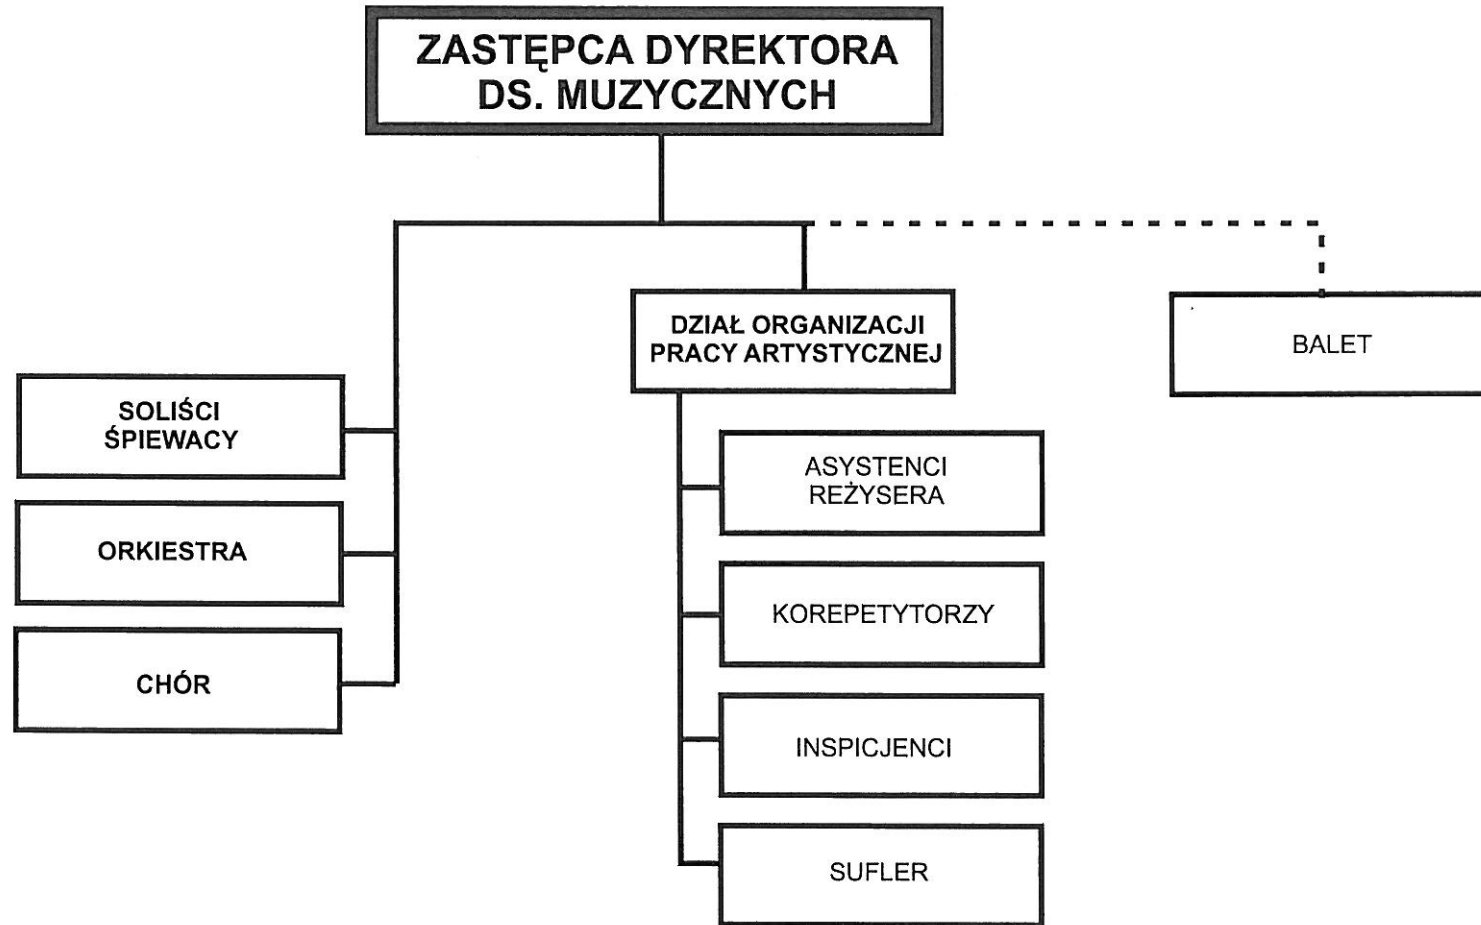 ZASTĘPCA DYREKTORA
DS. MUZYCZNYCH
DZIAŁ ORGANIZACJI
PRACY ARTYSTYCZNEJ
BALET
SOLIŚCI
ŚPIEWACY
ORKIESTRA
CHÓR
ASYSTENCI
REŻYSERA
KOREPETYTORZY
INSPICJENCI
SUFLER